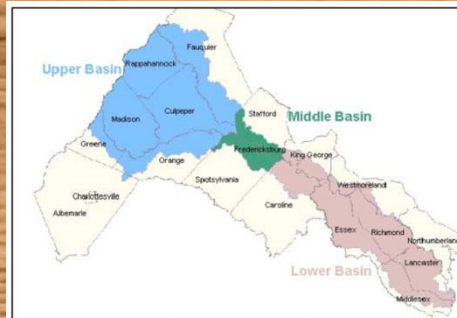 Fauquier
Upper Basin
Rappahannock
Madison
Culpeper
Stafford
Middle Basin
Greene
Orange
Fredericksburg
King George
Spotsylvania
Westmoreland
Charlottesville
Albemarle
Caroline
Essex
Richmond
Northumberland
Lancaster
Lower Basin
Middlesex